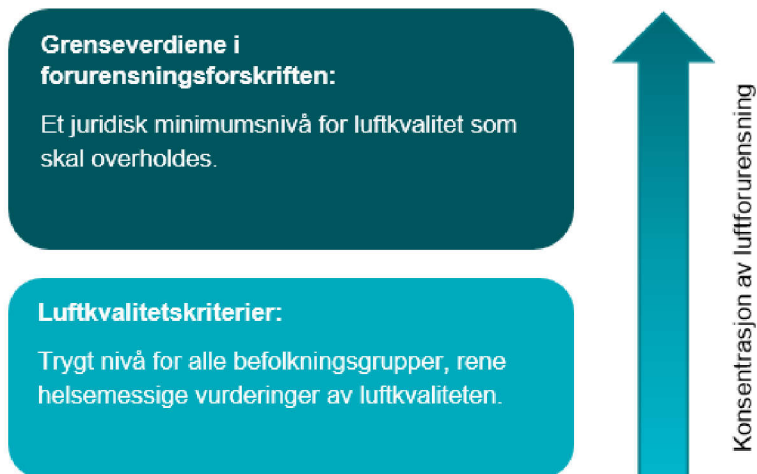 Grenseverdiene i
forurensningsforskriften:
Et juridisk minimumsnivå for luftkvalitet som
skal overholdes.
Luftkvalitetskriterier:
Trygt nivå for alle befolkningsgrupper, rene
helsemessige vurderinger av luftkvaliteten.
Konsentrasjon av luftforurensning